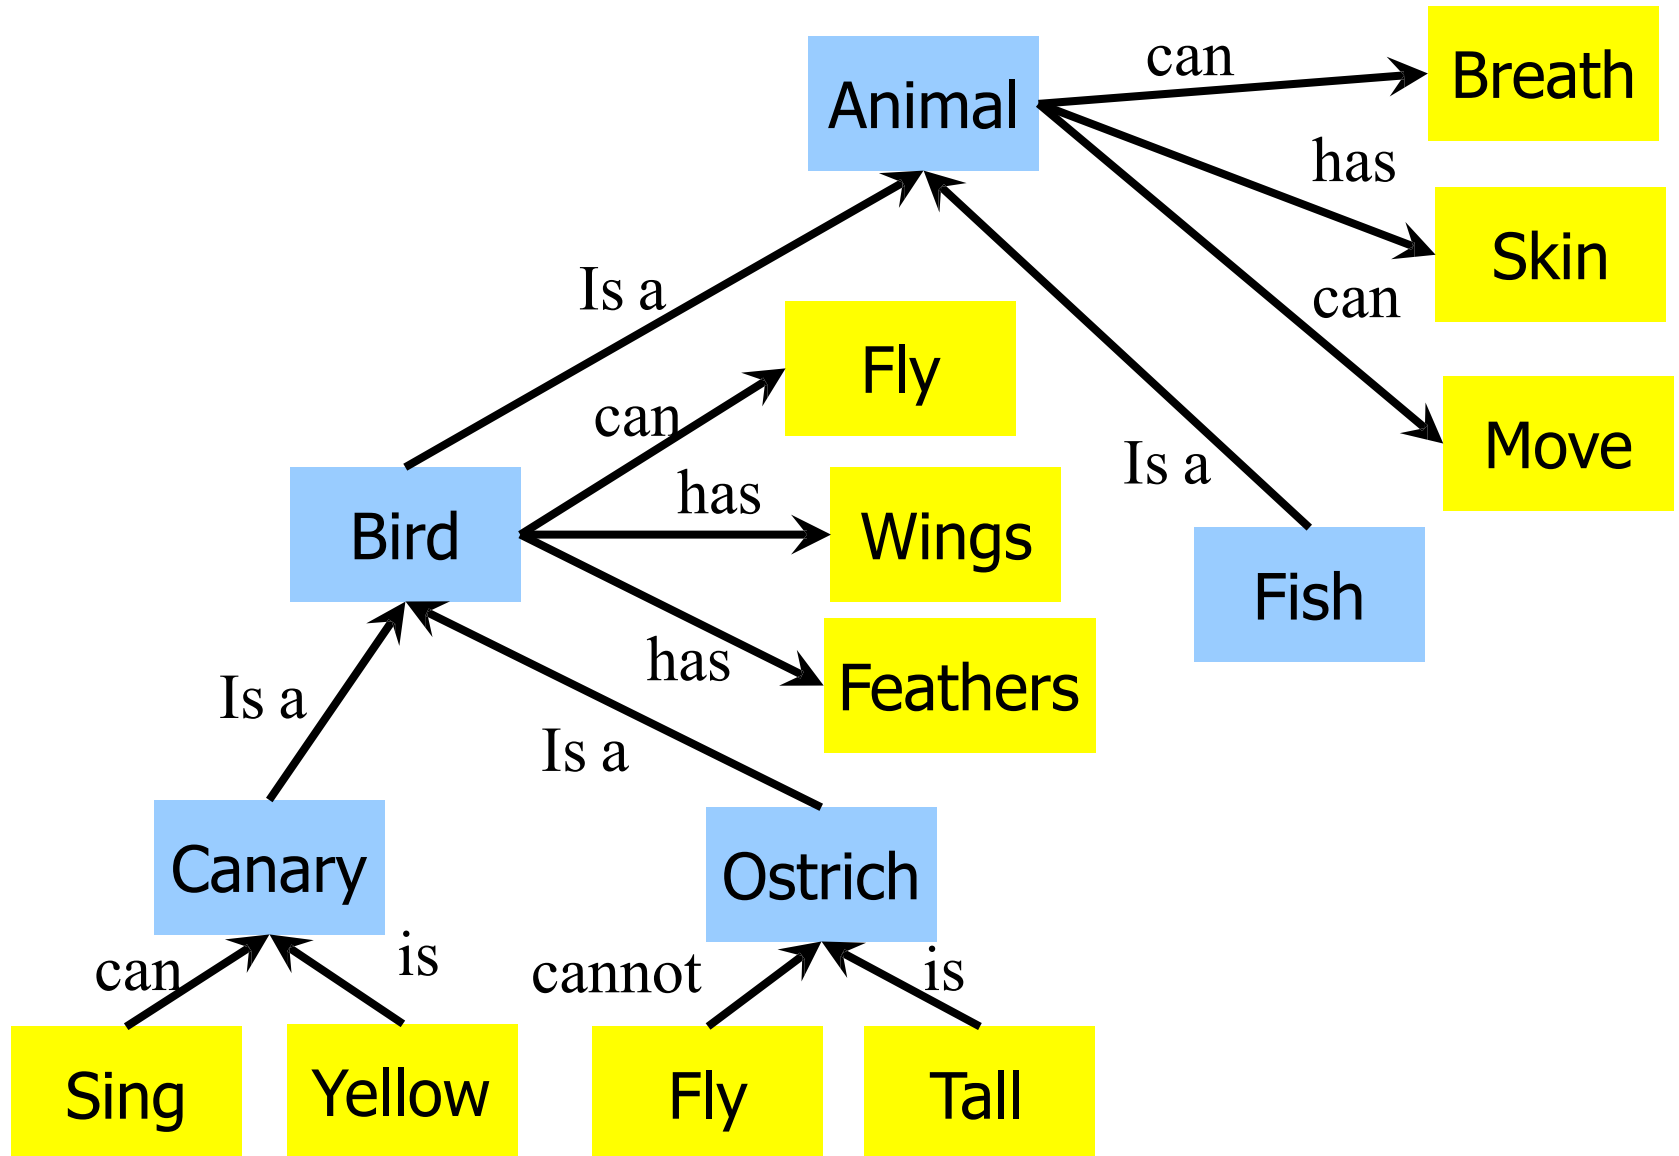 can
Breath
Animal
has
Skin
Is a
can
Fly
can
Move
Is a
has
Bird
Wings
Fish
has
Feathers
Is a
Is a
Canary
Ostrich
can
is
cannot
is
Sing
Yellow
Fly
Tall